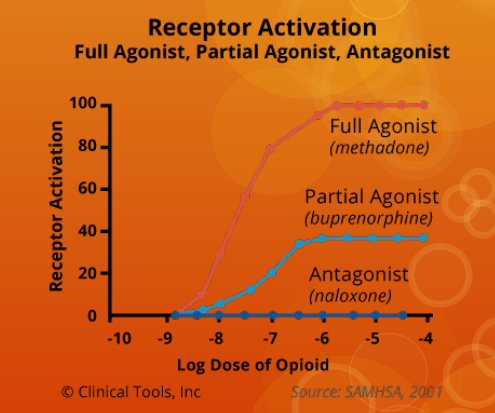 Receptor Activation
Full Agonist, Partial Agonist, Antagonist
Receptor Activation
100
80
60
40
20
0
Full Agonist
(methadone)
Partial Agonist
(buprenorphine)
Antagonist
(naloxone)
-10 -9 -8 -7 -6 -5 -4
Log Dose of Opioid
© Clinical Tools, Inc
Source: SAMHSA, 2001